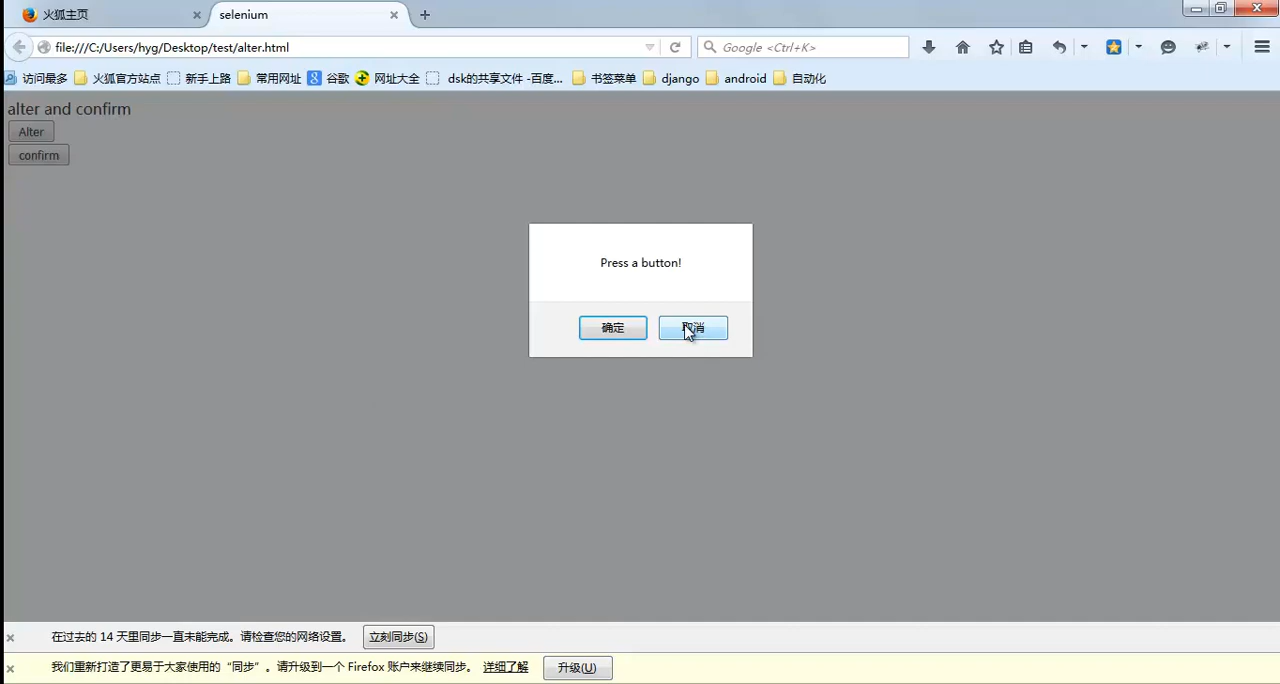 火狐主页
selenium
file:///C:/Users/hyg/Desktop/test/alter.html
Google <Ctrl+K>
访问最多 火狐官方站点 新手上路 常用网址 谷歌 网址大全 dsk的共享文件 -百度... 书签菜单 django android 自动化
alter and confirm
Alter
confirm
Press a button!
确定 取消
在过去的 14 天里同步一直未能完成。请检查您的网络设置。 立刻同步(S)
我们重新打造了更易于大家使用的“同步”。请升级到一个 Firefox 账户来继续同步。 详细了解 升级(U)